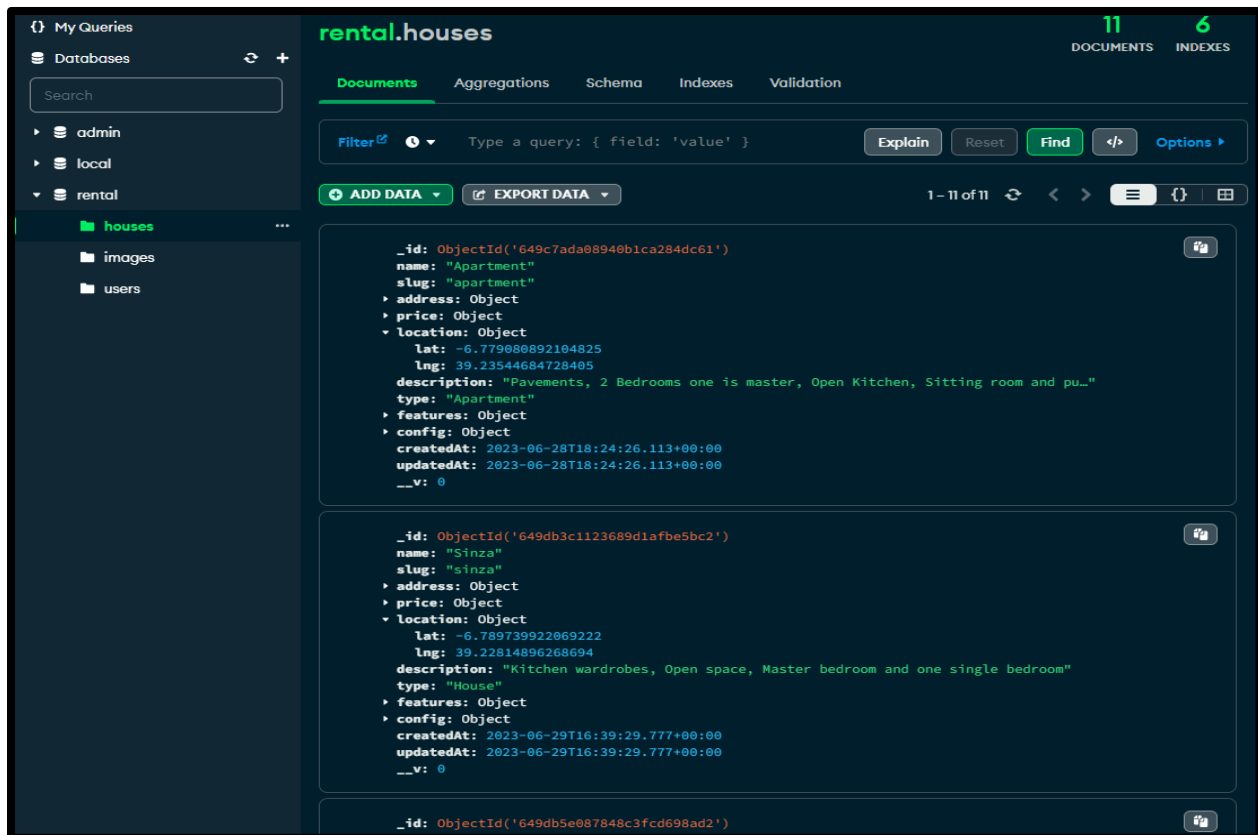 {} My Queries
Databases
Search
admin
local
rental
houses
images
users
rental.houses
11
DOCUMENTS
6
INDEXES
Documents Aggregations Schema Indexes Validation
Filter Type a query: { field: 'value' } Explain Reset Find </> Options
ADD DATA EXPORT DATA 1 – 11 of 11 {}
_id: ObjectId('649c7ada08940b1ca284dc61')
name: "Apartment"
slug: "apartment"
address: Object
price: Object
location: Object
lat: -6.779080892104825
lng: 39.23544684728405
description: "Pavements, 2 Bedrooms one is master, Open Kitchen, Sitting room and pu…"
type: "Apartment"
features: Object
config: Object
createdAt: 2023-06-28T18:24:26.113+00:00
updatedAt: 2023-06-28T18:24:26.113+00:00
__v: 0
_id: ObjectId('649db3c1123689d1afbe5bc2')
name: "Sinza"
slug: "sinza"
address: Object
price: Object
location: Object
lat: -6.789739922069222
lng: 39.22814896268694
description: "Kitchen wardrobes, Open space, Master bedroom and one single bedroom"
type: "House"
features: Object
config: Object
createdAt: 2023-06-29T16:39:29.777+00:00
updatedAt: 2023-06-29T16:39:29.777+00:00
__v: 0
_id: ObjectId('649db5e087848c3fcd698ad2')